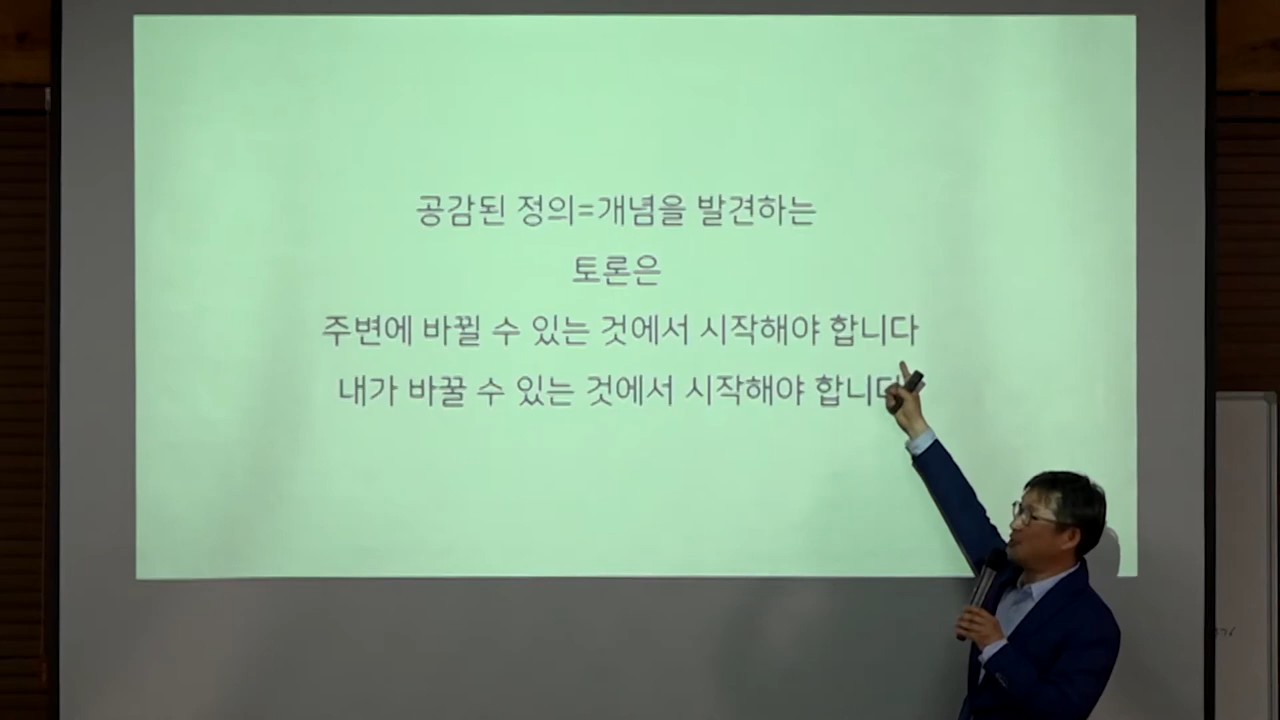 공감된 정의=개념을 발견하는
토론은
주변에 바뀔 수 있는 것에서 시작해야 합니다
내가 바꿀 수 있는 것에서 시작해야 합니다